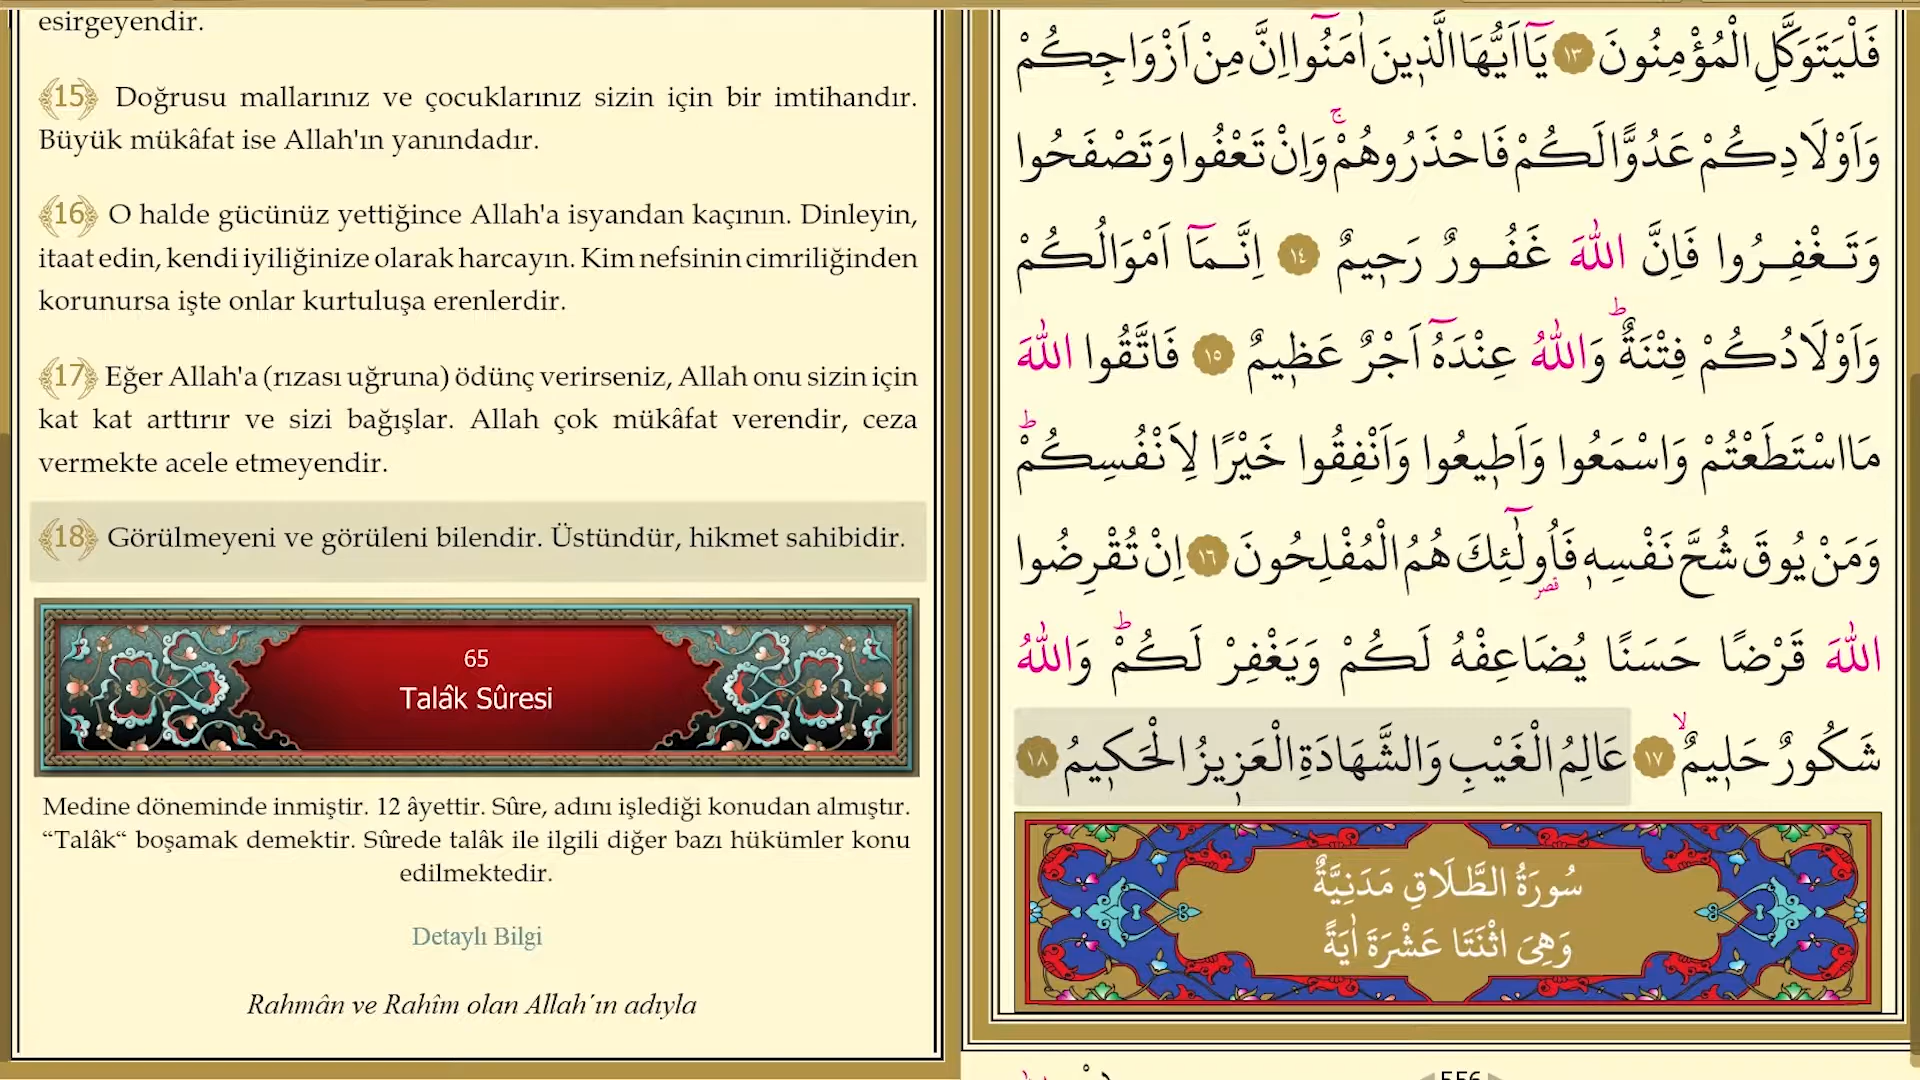 esirgeyendir.
15 Doğrusu mallarınız ve çocuklarınız sizin için bir imtihandır.
Büyük mükâfat ise Allah'ın yanındadır.
16 O halde gücünüz yettiğince Allah'a isyandan kaçının. Dinleyin,
itaat edin, kendi iyiliğinize olarak harcayın. Kim nefsinin cimriliğinden
korunursa işte onlar kurtuluşa erenlerdir.
17 Eğer Allah'a (rızası uğruna) ödünç verirseniz, Allah onu sizin için
kat kat arttırır ve sizi bağışlar. Allah çok mükâfat verendir, ceza
vermekte acele etmeyendir.
18 Görülmeyeni ve görüleni bilendir. Üstündür, hikmet sahibidir.
65
Talâk Sûresi
Medine döneminde inmiştir. 12 âyettir. Sûre, adını işlediği konudan almıştır.
“Talâk“ boşamak demektir. Sûrede talâk ile ilgili diğer bazı hükümler konu
edilmektedir.
Detaylı Bilgi
Rahmân ve Rahîm olan Allah´ın adıyla
فَلْيَتَوَكَّلِ الْمُؤْمِنُونَ ١٣ يَٓا اَيُّهَا الَّذ۪ينَ اٰمَنُٓوا اِنَّ مِنْ اَزْوَاجِكُمْ
وَاَوْلَادِكُمْ عَدُوًّا لَكُمْ فَاحْذَرُوهُمْۚ وَاِنْ تَعْفُوا وَتَصْفَحُوا
وَتَغْفِرُوا فَاِنَّ اللّٰهَ غَفُورٌ رَح۪يمٌ ١٤ اِنَّمَٓا اَمْوَالُكُمْ
وَاَوْلَادُكُمْ فِتْنَةٌۜ وَاللّٰهُ عِنْدَهُٓ اَجْرٌ عَظ۪يمٌ ١٥ فَاتَّقُوا اللّٰهَ
مَا اسْتَطَعْتُمْ وَاسْمَعُوا وَاَط۪يعُوا وَاَنْفِقُوا خَيْرًا لِاَنْفُسِكُمْۜ
وَمَنْ يُوقَ شُحَّ نَفْسِه۪ فَاُو۬لٰٓئِكَ هُمُ الْمُفْلِحُونَ ١٦ اِنْ تُقْرِضُوا
اللّٰهَ قَرْضًا حَسَنًا يُضَاعِفْهُ لَكُمْ وَيَغْفِرْ لَكُمْۜ وَاللّٰهُ
شَكُورٌ حَل۪يمٌۙ ١٧ عَالِمُ الْغَيْبِ وَالشَّهَادَةِ الْعَز۪يزُ الْحَك۪يمُ ١٨
سُورَةُ الطَّلَاقِ مَدَنِيَّةٌ
وَهِىَ اثْنَتَا عَشْرَةَ اٰيَةً